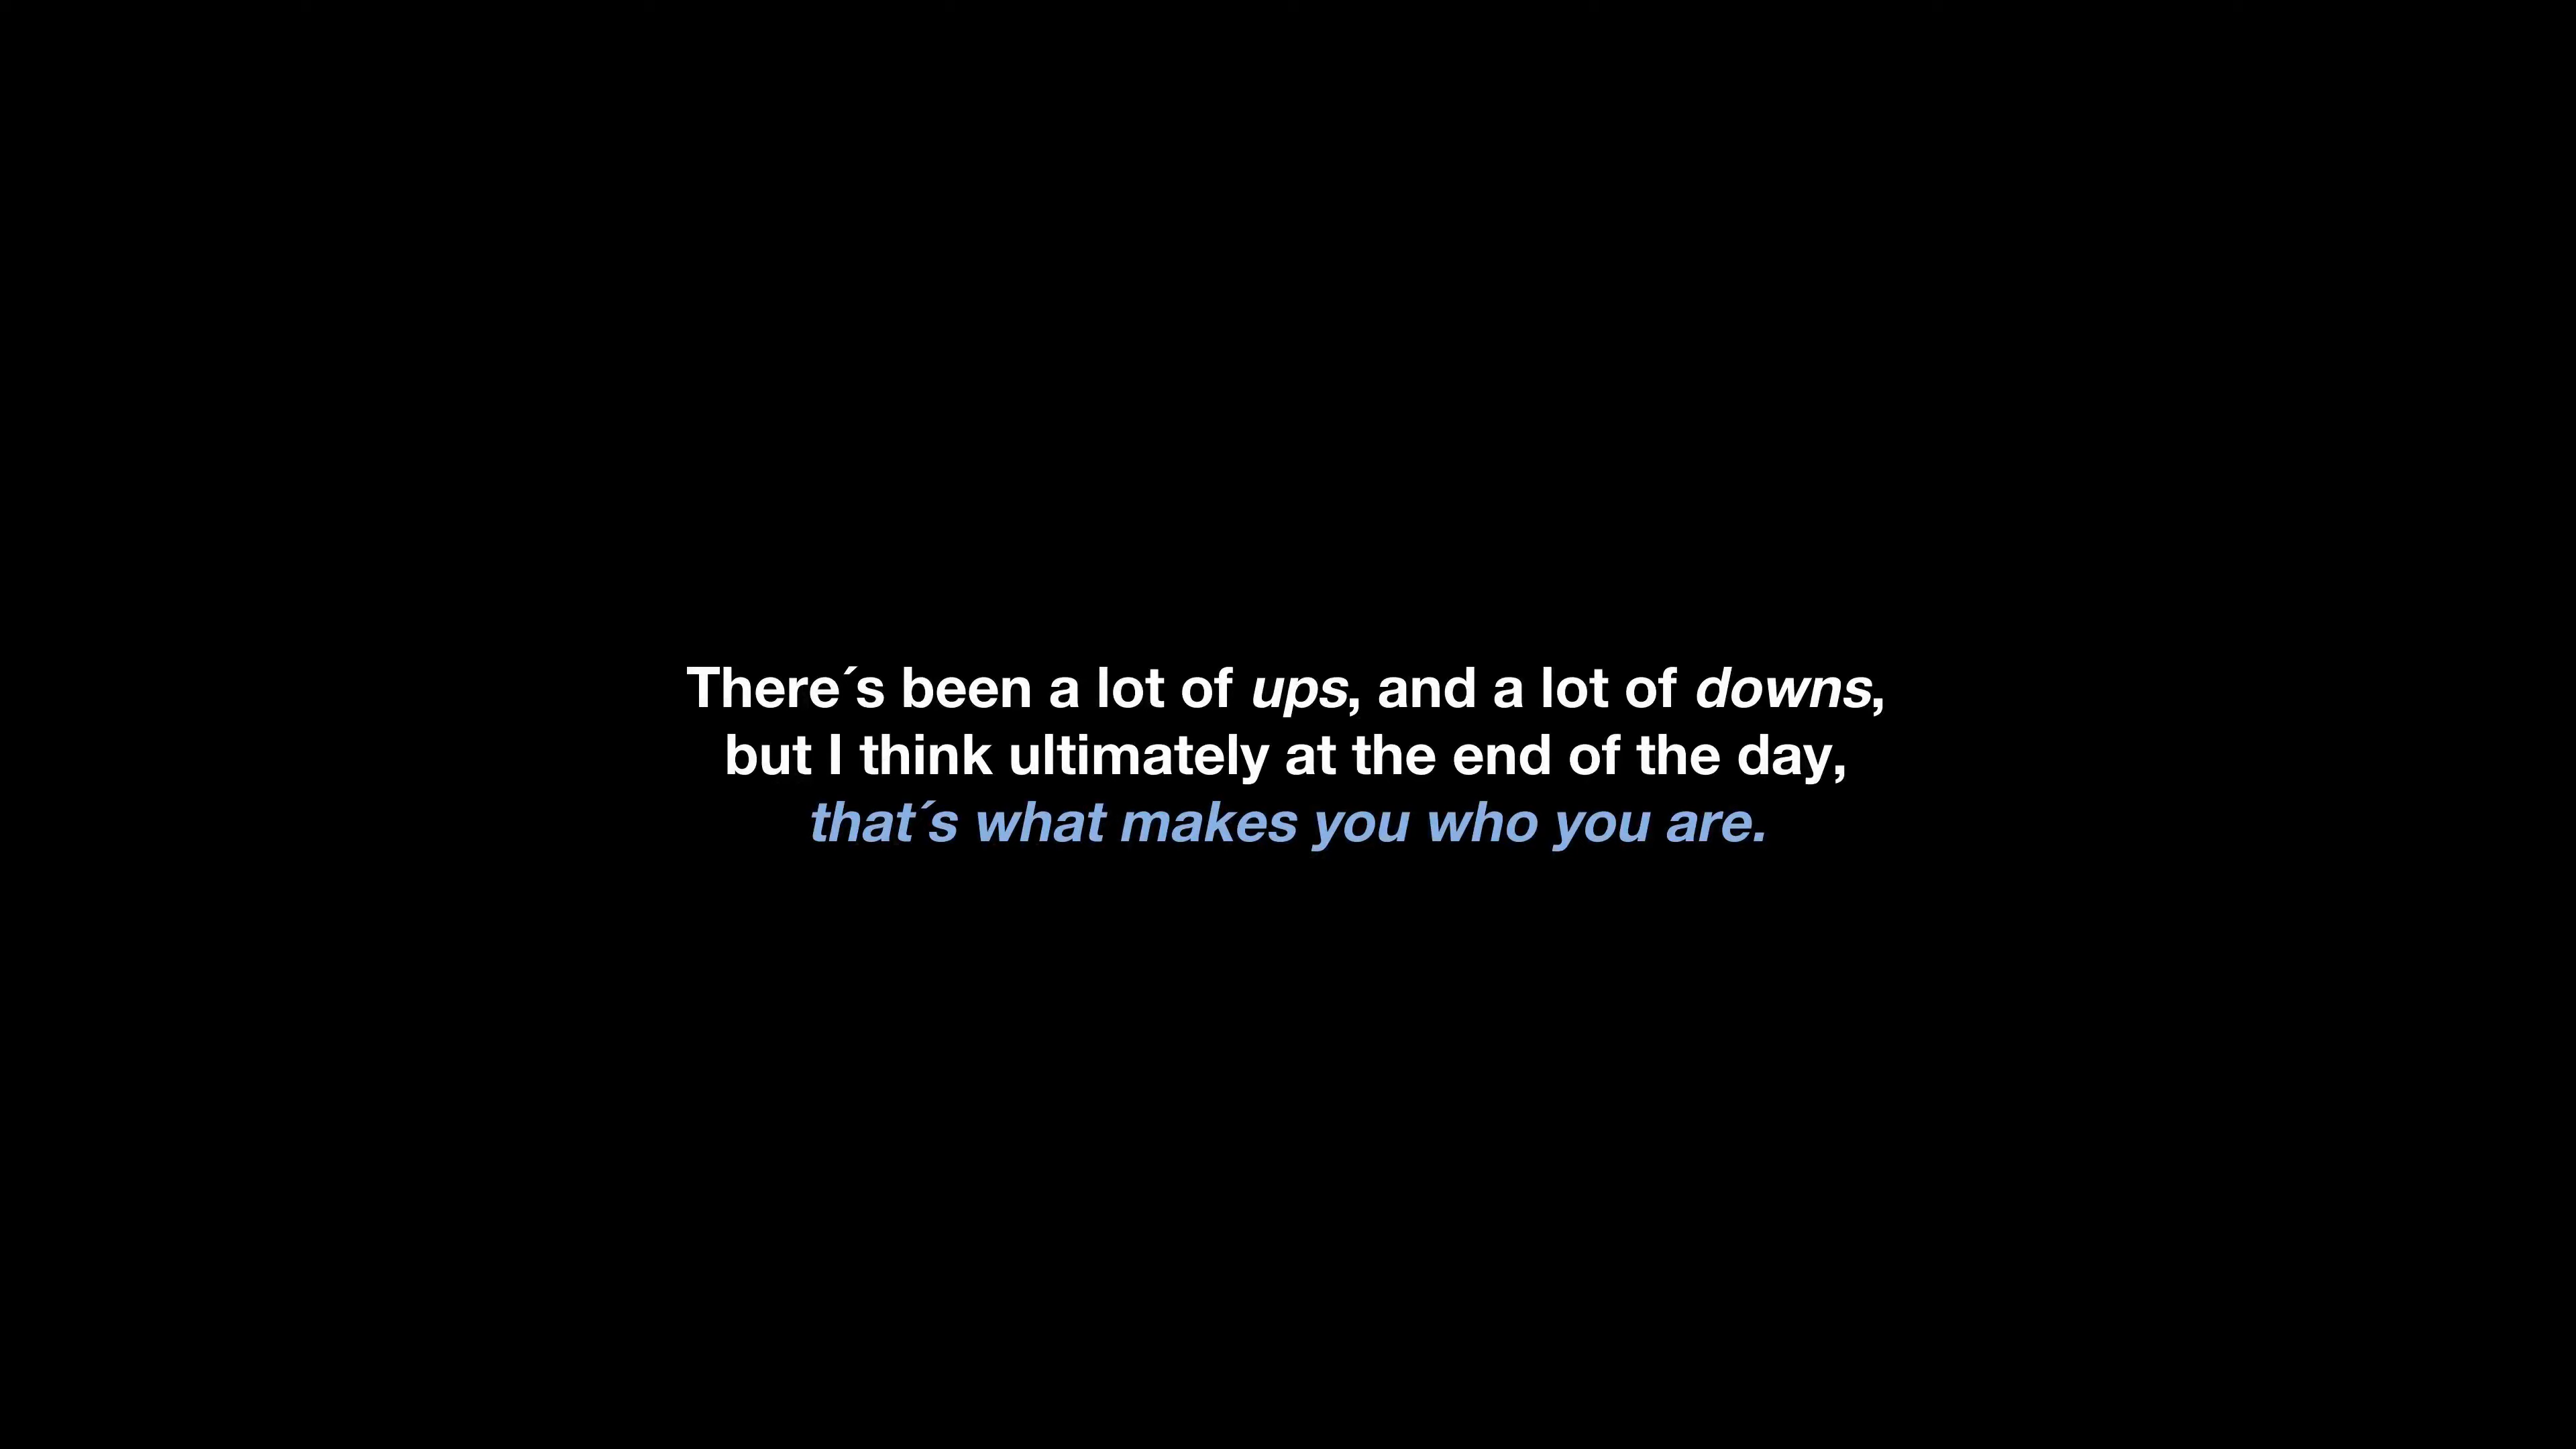 There´s been a lot of ups, and a lot of downs,
but I think ultimately at the end of the day,
that´s what makes you who you are.